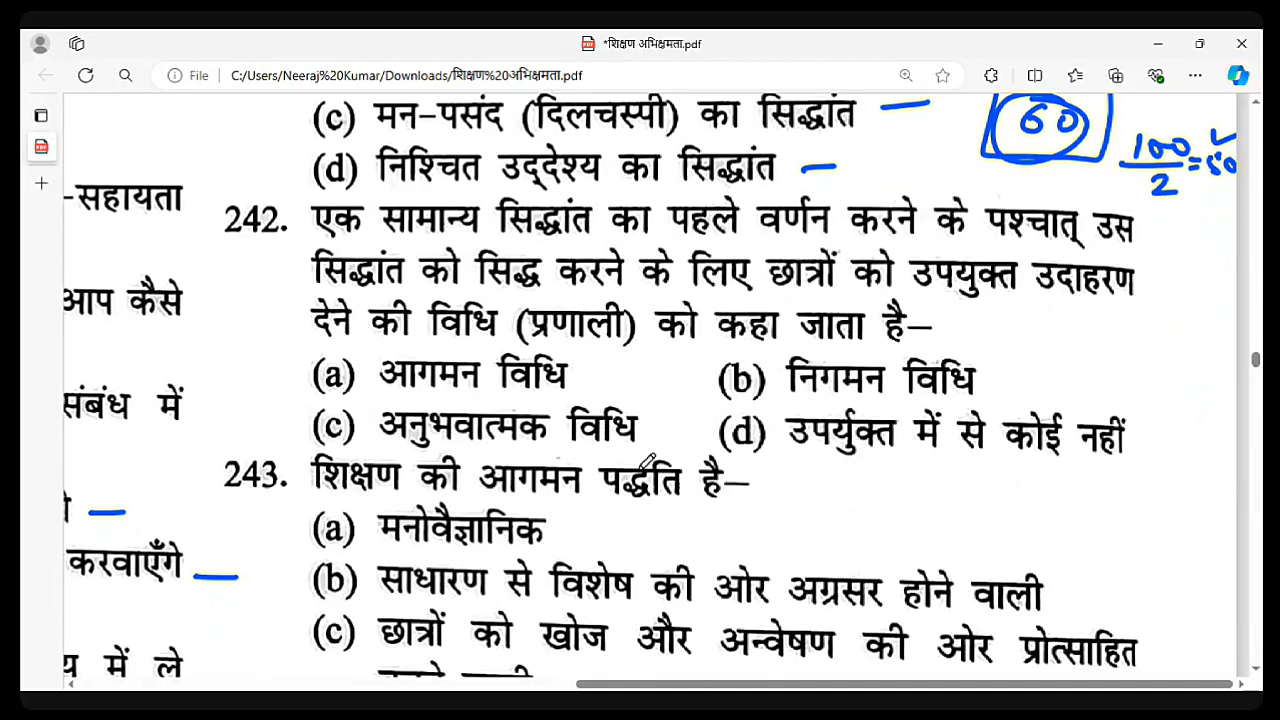 *शिक्षण अभिक्षमता.pdf
File C:/Users/Neeraj%20Kumar/Downloads/शिक्षण%20अभिक्षमता.pdf
(c) मन-पसंद (दिलचस्पी) का सिद्धांत
60
(d) निश्चित उद्देश्य का सिद्धांत
100/2=50
-सहायता
242. एक सामान्य सिद्धांत का पहले वर्णन करने के पश्चात् उस
सिद्धांत को सिद्ध करने के लिए छात्रों को उपयुक्त उदाहरण
आप कैसे
देने की विधि (प्रणाली) को कहा जाता है–
(a) आगमन विधि (b) निगमन विधि
संबंध में
(c) अनुभवात्मक विधि (d) उपर्युक्त में से कोई नहीं
243. शिक्षण की आगमन पद्धति है–
(a) मनोवैज्ञानिक
करवाएँगे
(b) साधारण से विशेष की ओर अग्रसर होने वाली
(c) छात्रों को खोज और अन्वेषण की ओर प्रोत्साहित
में ले